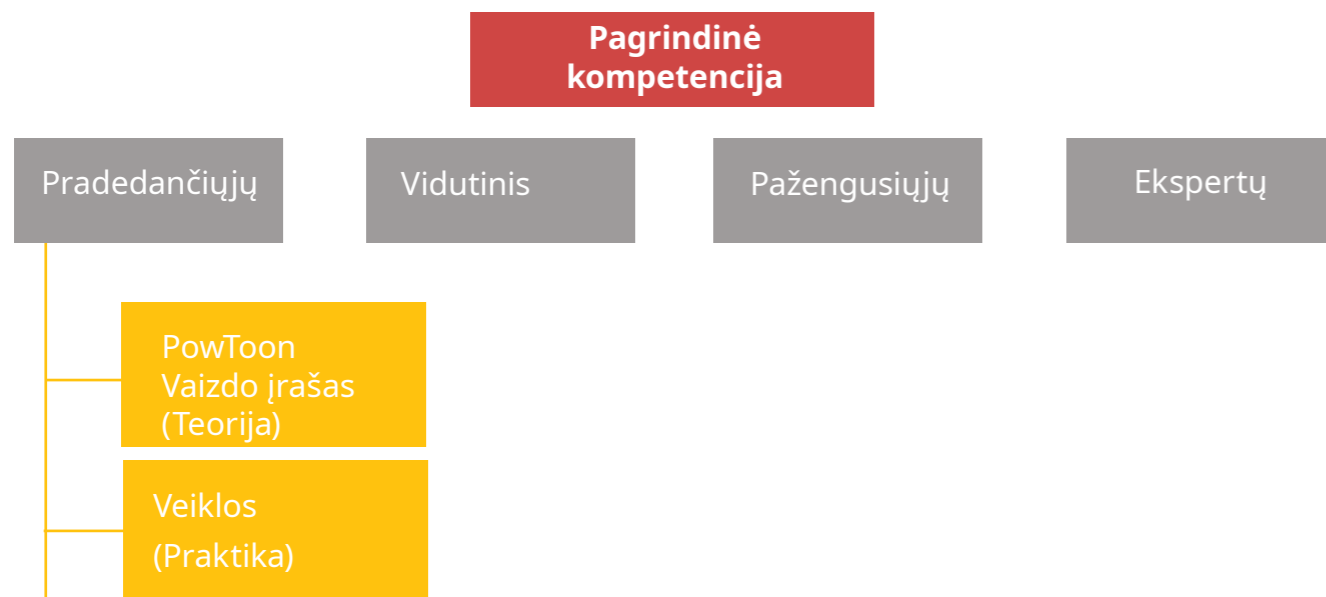 Pagrindinė
kompetencija
Pradedančiųjų
Vidutinis
Pažengusiųjų
Ekspertų
PowToon
Vaizdo įrašas
(Teorija)
Veiklos
(Praktika)